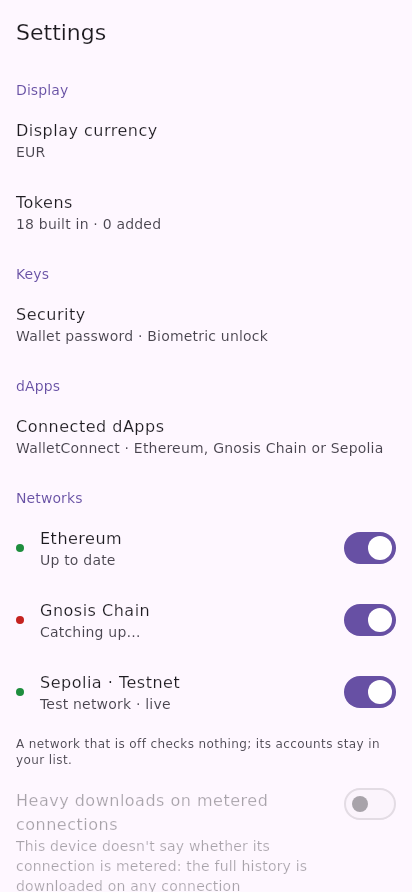 Settings
Display
Display currency
EUR
Tokens
18 built in · 0 added
Keys
Security
Wallet password · Biometric unlock
dApps
Connected dApps
WalletConnect · Ethereum, Gnosis Chain or Sepolia
Networks
Ethereum
Up to date
Gnosis Chain
Catching up…
Sepolia · Testnet
Test network · live
A network that is off checks nothing; its accounts stay in
your list.
Heavy downloads on metered
connections
This device doesn't say whether its
connection is metered: the full history is
downloaded on any connection